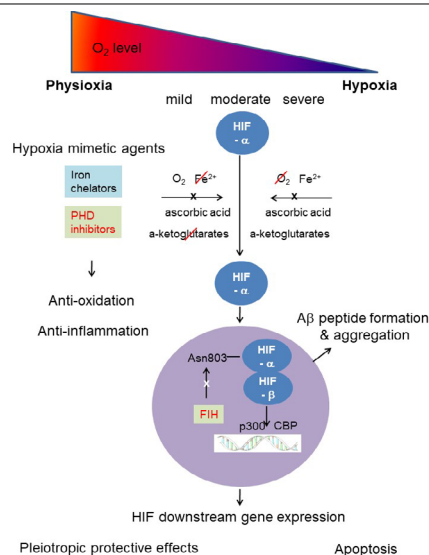 O₂ level
Physioxia
Hypoxia
mild moderate severe
HIF
- α
Hypoxia mimetic agents
Iron
chelators
PHD
inhibitors
O₂ Fe²⁺
x
ascorbic acid
a-ketoglutarates
O₂ Fe²⁺
x
ascorbic acid
a-ketoglutarates
Anti-oxidation
Anti-inflammation
HIF
- α
Aβ peptide formation
& aggregation
Asn803
HIF
- α
HIF
- β
x
FIH
p300 CBP
HIF downstream gene expression
Pleiotropic protective effects
Apoptosis